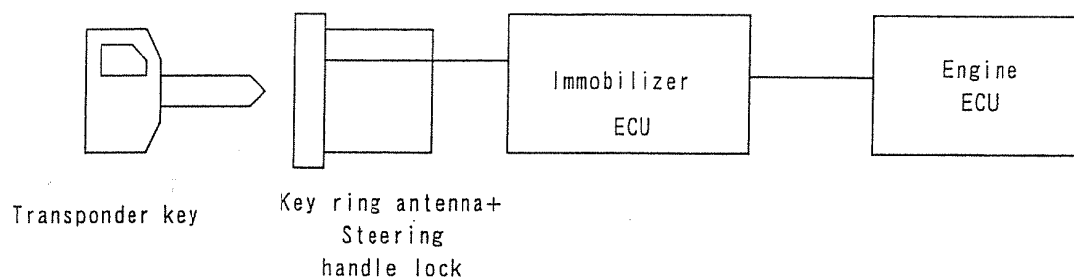 Immobilizer
ECU
Engine
ECU
Transponder key
Key ring antenna+
Steering
handle lock